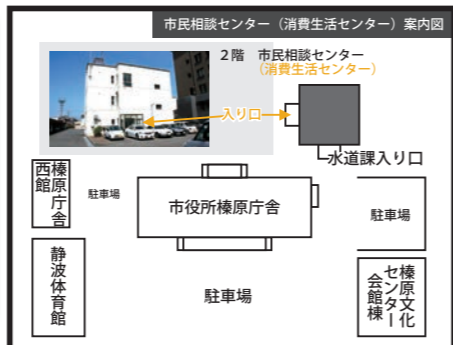 市民相談センター（消費生活センター）案内図
２階　市民相談センター
（消費生活センター）
入り口
水道課入り口
榛原庁舎
西館
駐車場
市役所榛原庁舎
駐車場
静波体育館
駐車場
榛原文化
センター
会館棟